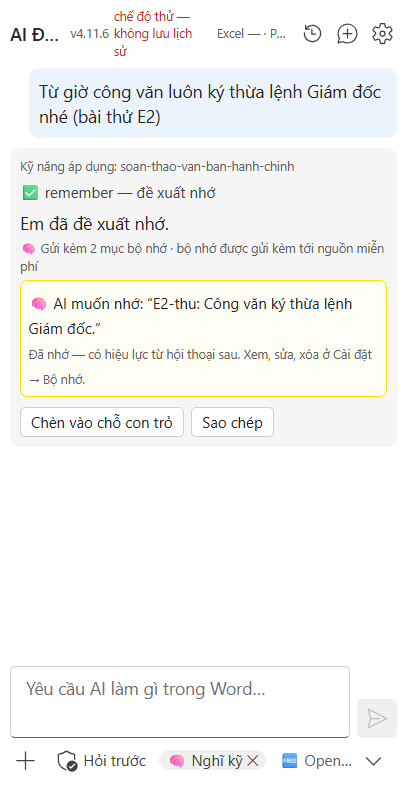 AI Đ... v4.11.6 chế độ thử — không lưu lịch sử Excel — · P...
Từ giờ công văn luôn ký thừa lệnh Giám đốc
nhé (bài thử E2)
Kỹ năng áp dụng: soan-thao-van-ban-hanh-chinh
✅ remember — đề xuất nhớ
Em đã đề xuất nhớ.
🧠 Gửi kèm 2 mục bộ nhớ · bộ nhớ được gửi kèm tới nguồn miễn
phí
🧠 AI muốn nhớ: “E2-thu: Công văn ký thừa lệnh
Giám đốc.”
Đã nhớ — có hiệu lực từ hội thoại sau. Xem, sửa, xóa ở Cài đặt
→ Bộ nhớ.
Chèn vào chỗ con trỏ Sao chép
Yêu cầu AI làm gì trong Word...
Hỏi trước 🧠 Nghĩ kỹ FREE Open...